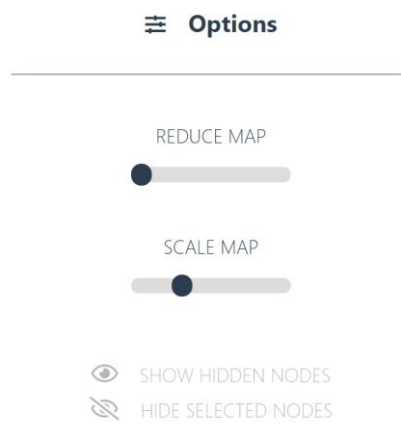 Options
REDUCE MAP
SCALE MAP
SHOW HIDDEN NODES
HIDE SELECTED NODES